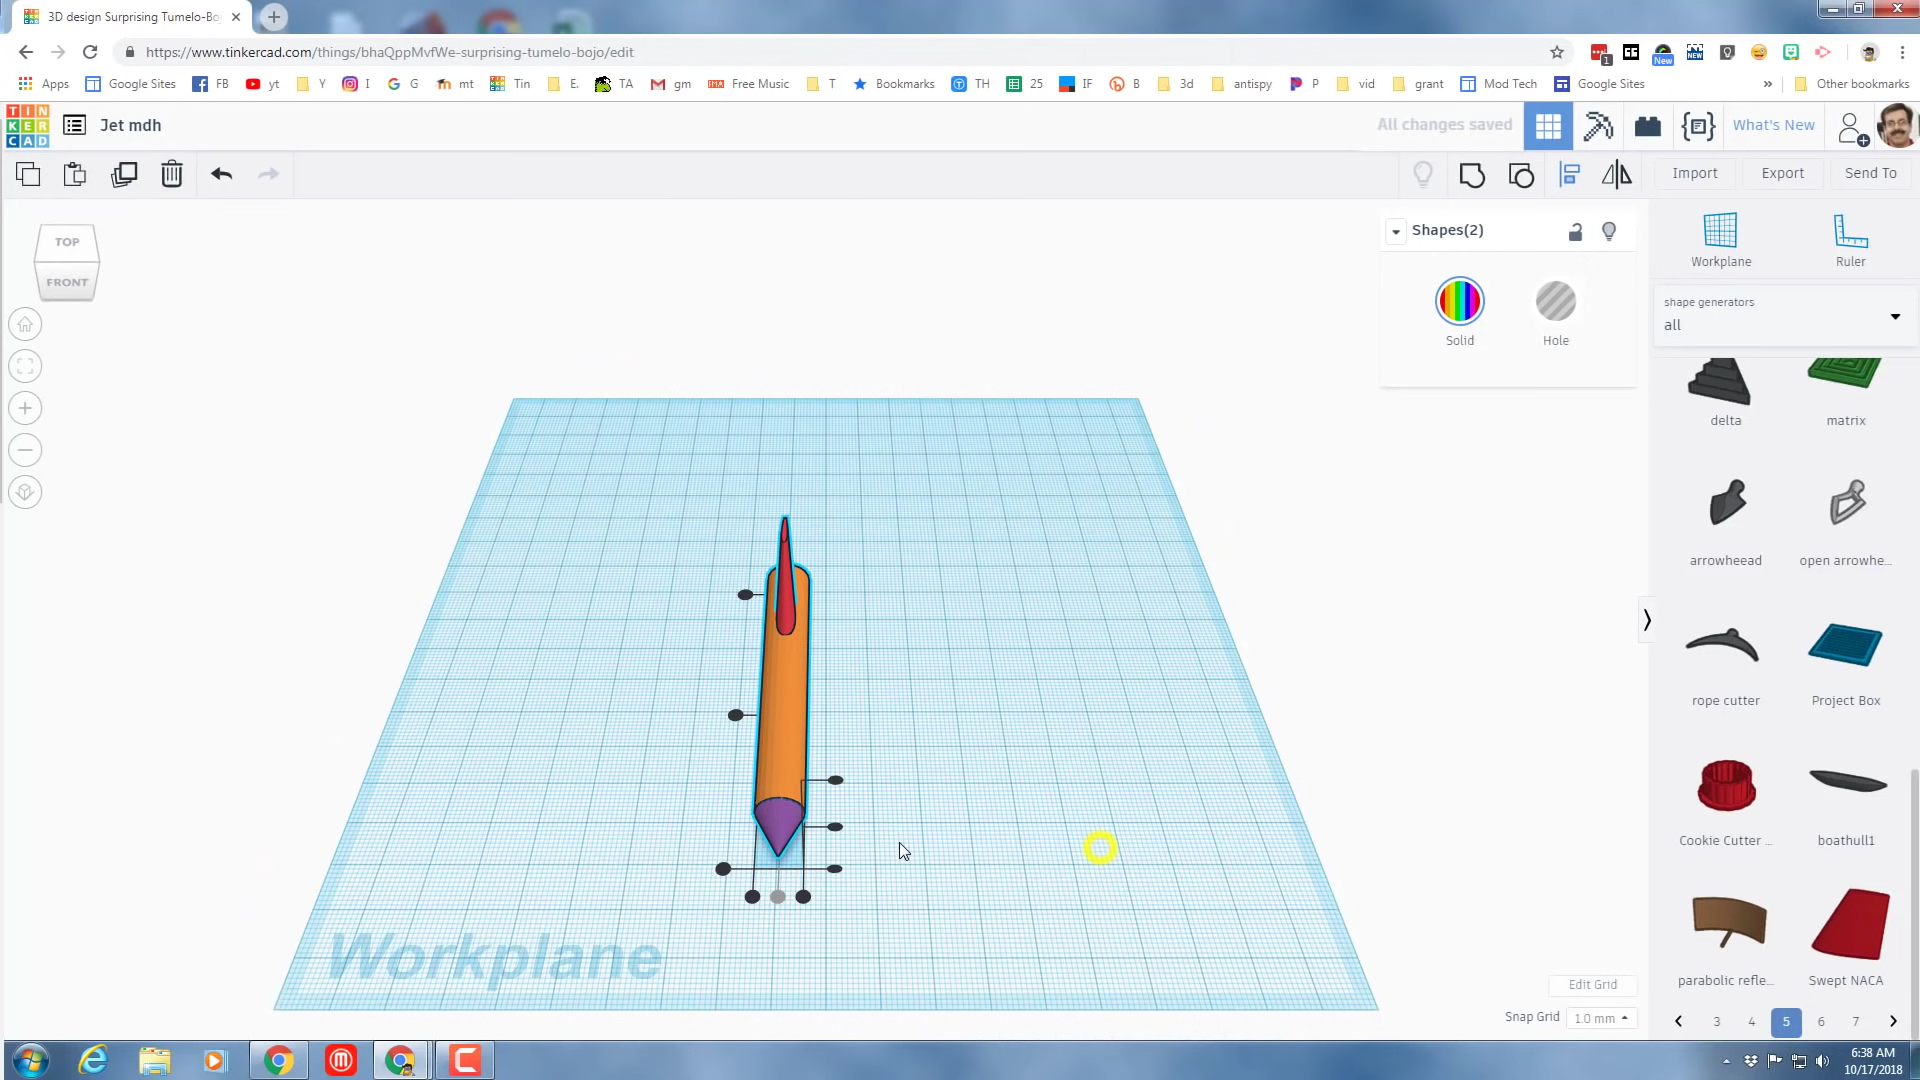 3D design Surprising Tumelo-Bo
https://www.tinkercad.com/things/bhaQppMvfWe-surprising-tumelo-bojo/edit
1
New
NEW
Apps Google Sites FB yt Y I G mt Tin E. TA gm Free Music T Bookmarks TH 25 IF B 3d antispy P vid grant Mod Tech Google Sites » Other bookmarks
TIN
KER
CAD
Jet mdh
All changes saved
What's New
Import Export Send To
TOP
FRONT
Shapes(2)
Solid
Hole
Workplane
Ruler
shape generators
all
delta
matrix
arrowheead
open arrowhe...
rope cutter
Project Box
Cookie Cutter ...
boathull1
parabolic refle...
Swept NACA
Workplane
Edit Grid
Snap Grid 1.0 mm
3 4 5 6 7
6:38 AM
10/17/2018